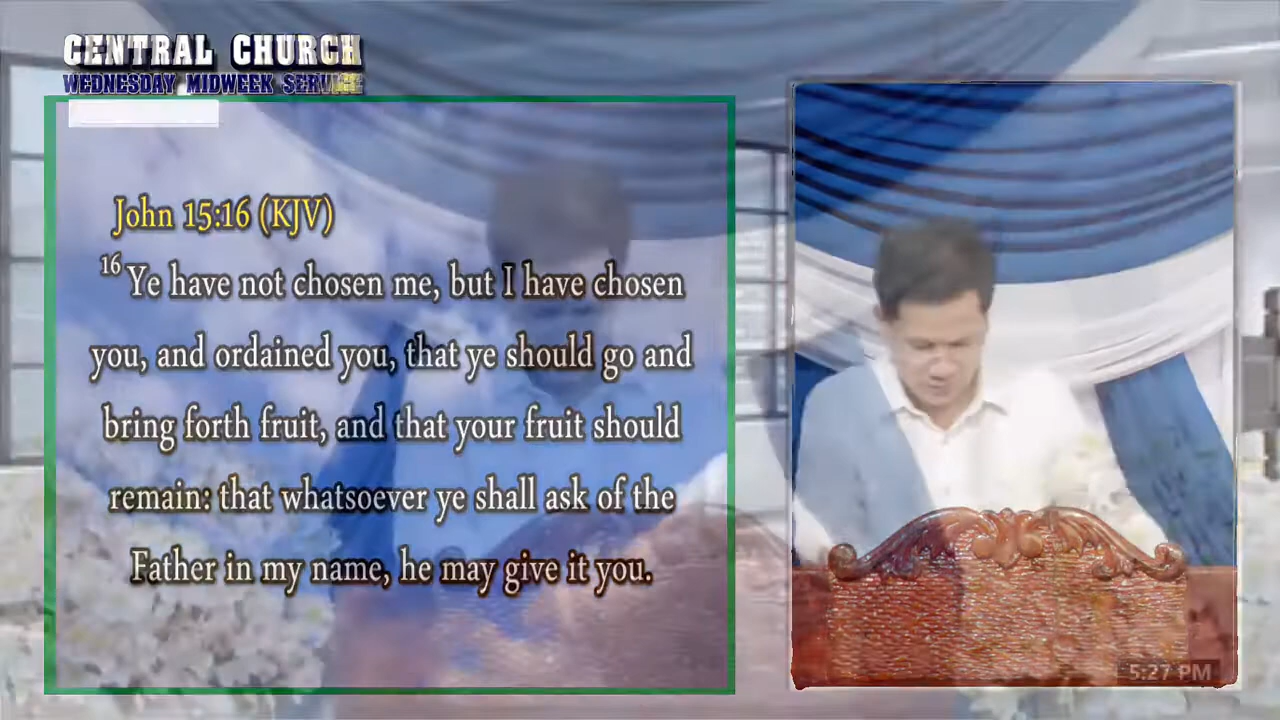 CENTRAL CHURCH
WEDNESDAY MIDWEEK SERVICE
John 15:16 (KJV)
16 Ye have not chosen me, but I have chosen
you, and ordained you, that ye should go and
bring forth fruit, and that your fruit should
remain: that whatsoever ye shall ask of the
Father in my name, he may give it you.
5:27 PM